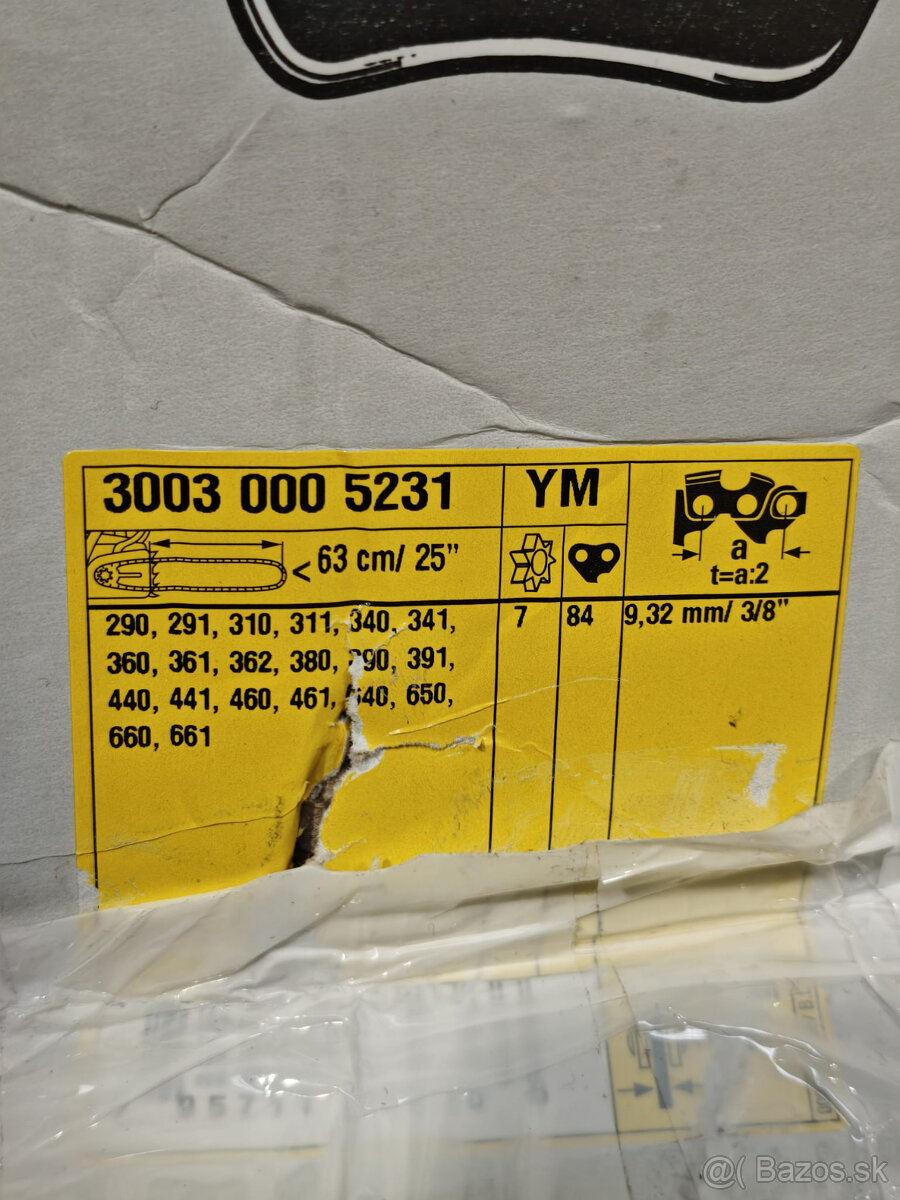 3003 000 5231 YM
< 63 cm/ 25"
a
t=a:2
290, 291, 310, 311, 340, 341, 7 84 9,32 mm/ 3/8"
360, 361, 362, 380, 390, 391,
440, 441, 460, 461, 650,
660, 661
@( Bazos.sk